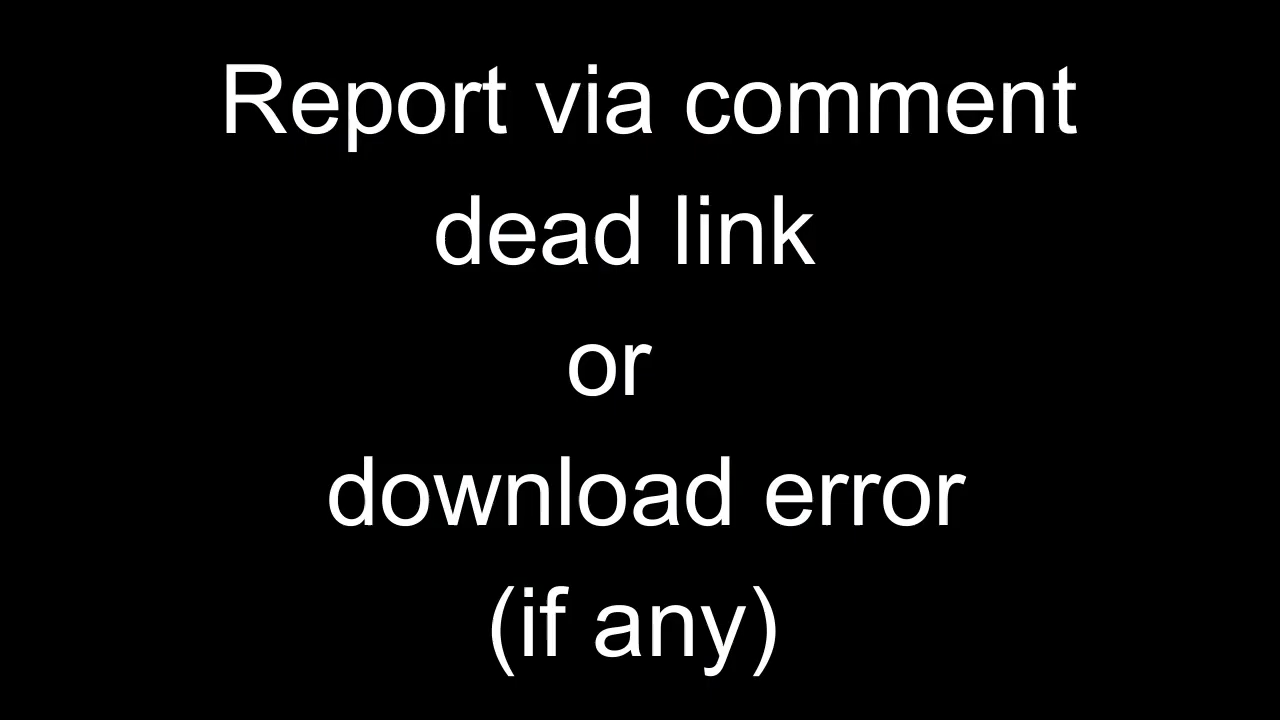 Report via comment
dead link
or
download error
(if any)